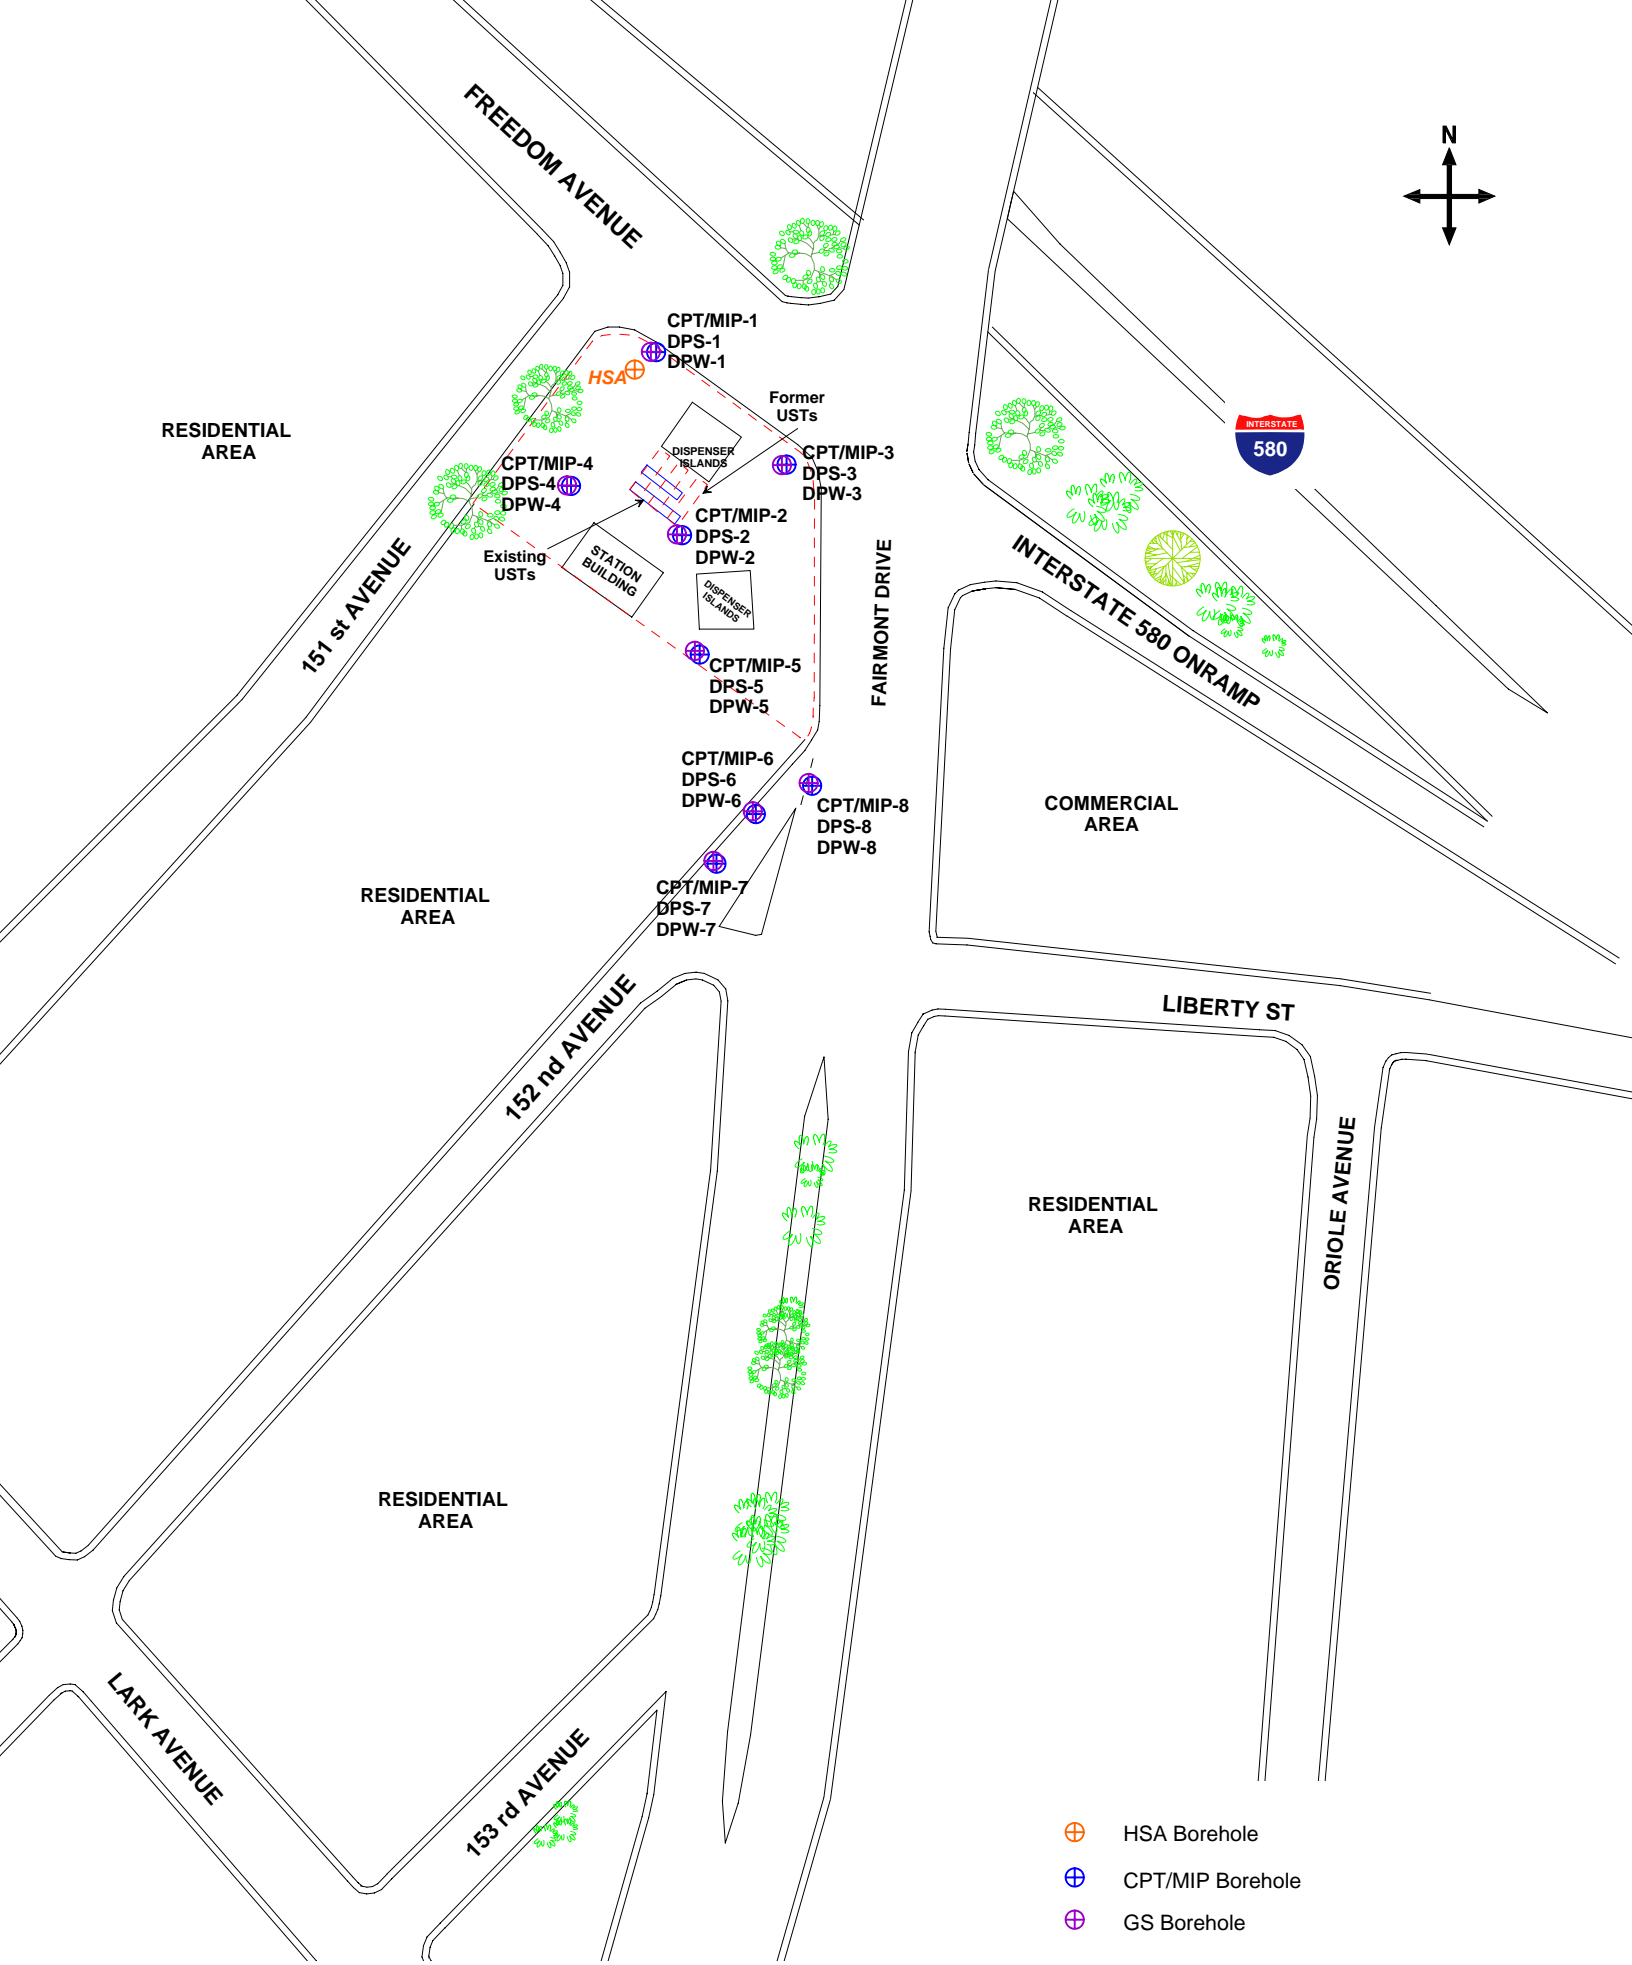 FREEDOM AVENUE
N
CPT/MIP-1
DPS-1
DPW-1
HSA
Former
USTs
RESIDENTIAL
AREA
DISPENSER
ISLANDS
CPT/MIP-3
DPS-3
DPW-3
INTERSTATE
580
CPT/MIP-4
DPS-4
DPW-4
CPT/MIP-2
DPS-2
DPW-2
Existing
USTs
STATION
BUILDING
DISPENSER
ISLANDS
151 st AVENUE
FAIRMONT DRIVE
INTERSTATE 580 ONRAMP
CPT/MIP-5
DPS-5
DPW-5
CPT/MIP-6
DPS-6
DPW-6
CPT/MIP-8
DPS-8
DPW-8
COMMERCIAL
AREA
CPT/MIP-7
DPS-7
DPW-7
RESIDENTIAL
AREA
152 nd AVENUE
LIBERTY ST
ORIOLE AVENUE
RESIDENTIAL
AREA
RESIDENTIAL
AREA
LARK AVENUE
153 rd AVENUE
HSA Borehole
CPT/MIP Borehole
GS Borehole